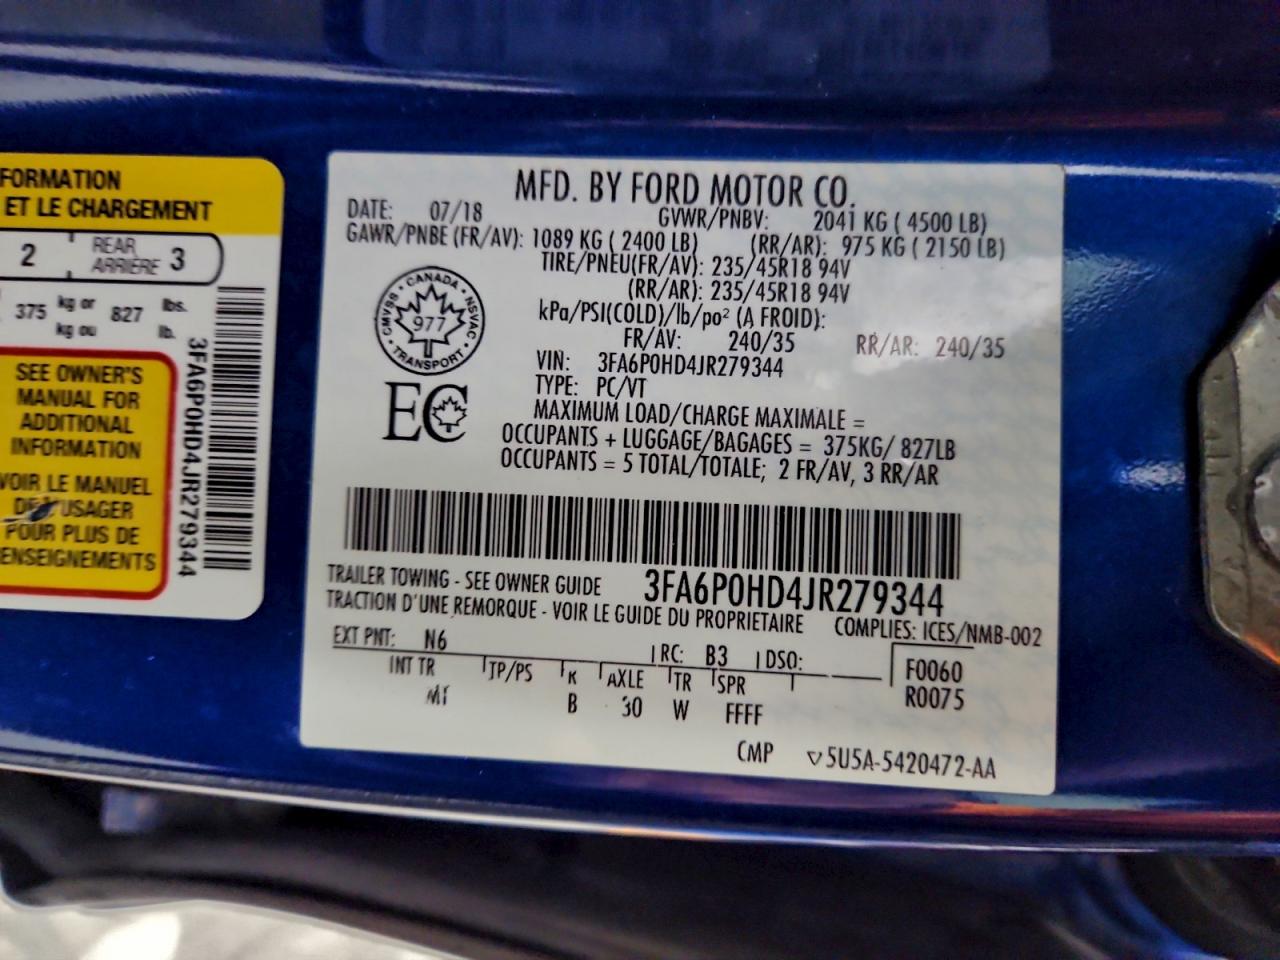 FORMATION
ET LE CHARGEMENT
2 REAR ARRIÈRE 3
375 kg or 827 lbs.
kg ou lb.
SEE OWNER'S
MANUAL FOR
ADDITIONAL
INFORMATION
VOIR LE MANUEL
USAGER
POUR PLUS DE
ENSEIGNEMENTS
3FA6P0HD4JR279344
MFD. BY FORD MOTOR CO.
DATE: 07/18 GVWR/PNBV: 2041 KG ( 4500 LB)
GAWR/PNBE (FR/AV): 1089 KG ( 2400 LB) (RR/AR): 975 KG ( 2150 LB)
TIRE/PNEU(FR/AV): 235/45R18 94V
(RR/AR): 235/45R18 94V
kPa/PSI(COLD)/lb/po² (A FROID):
FR/AV: 240/35 RR/AR: 240/35
VIN: 3FA6P0HD4JR279344
TYPE: PC/VT
MAXIMUM LOAD/CHARGE MAXIMALE =
OCCUPANTS + LUGGAGE/BAGAGES = 375KG/ 827LB
OCCUPANTS = 5 TOTAL/TOTALE; 2 FR/AV, 3 RR/AR
CANADA
CMVSS NSVAC
977
TRANSPORT
EC
TRAILER TOWING - SEE OWNER GUIDE 3FA6P0HD4JR279344
TRACTION D'UNE REMORQUE - VOIR LE GUIDE DU PROPRIETAIRE COMPLIES: ICES/NMB-002
EXT PNT: N6 RC: B3 DSO:
INT TR TP/PS R AXLE TR SPR F0060
B 30 W FFFF R0075
CMP 5U5A-5420472-AA